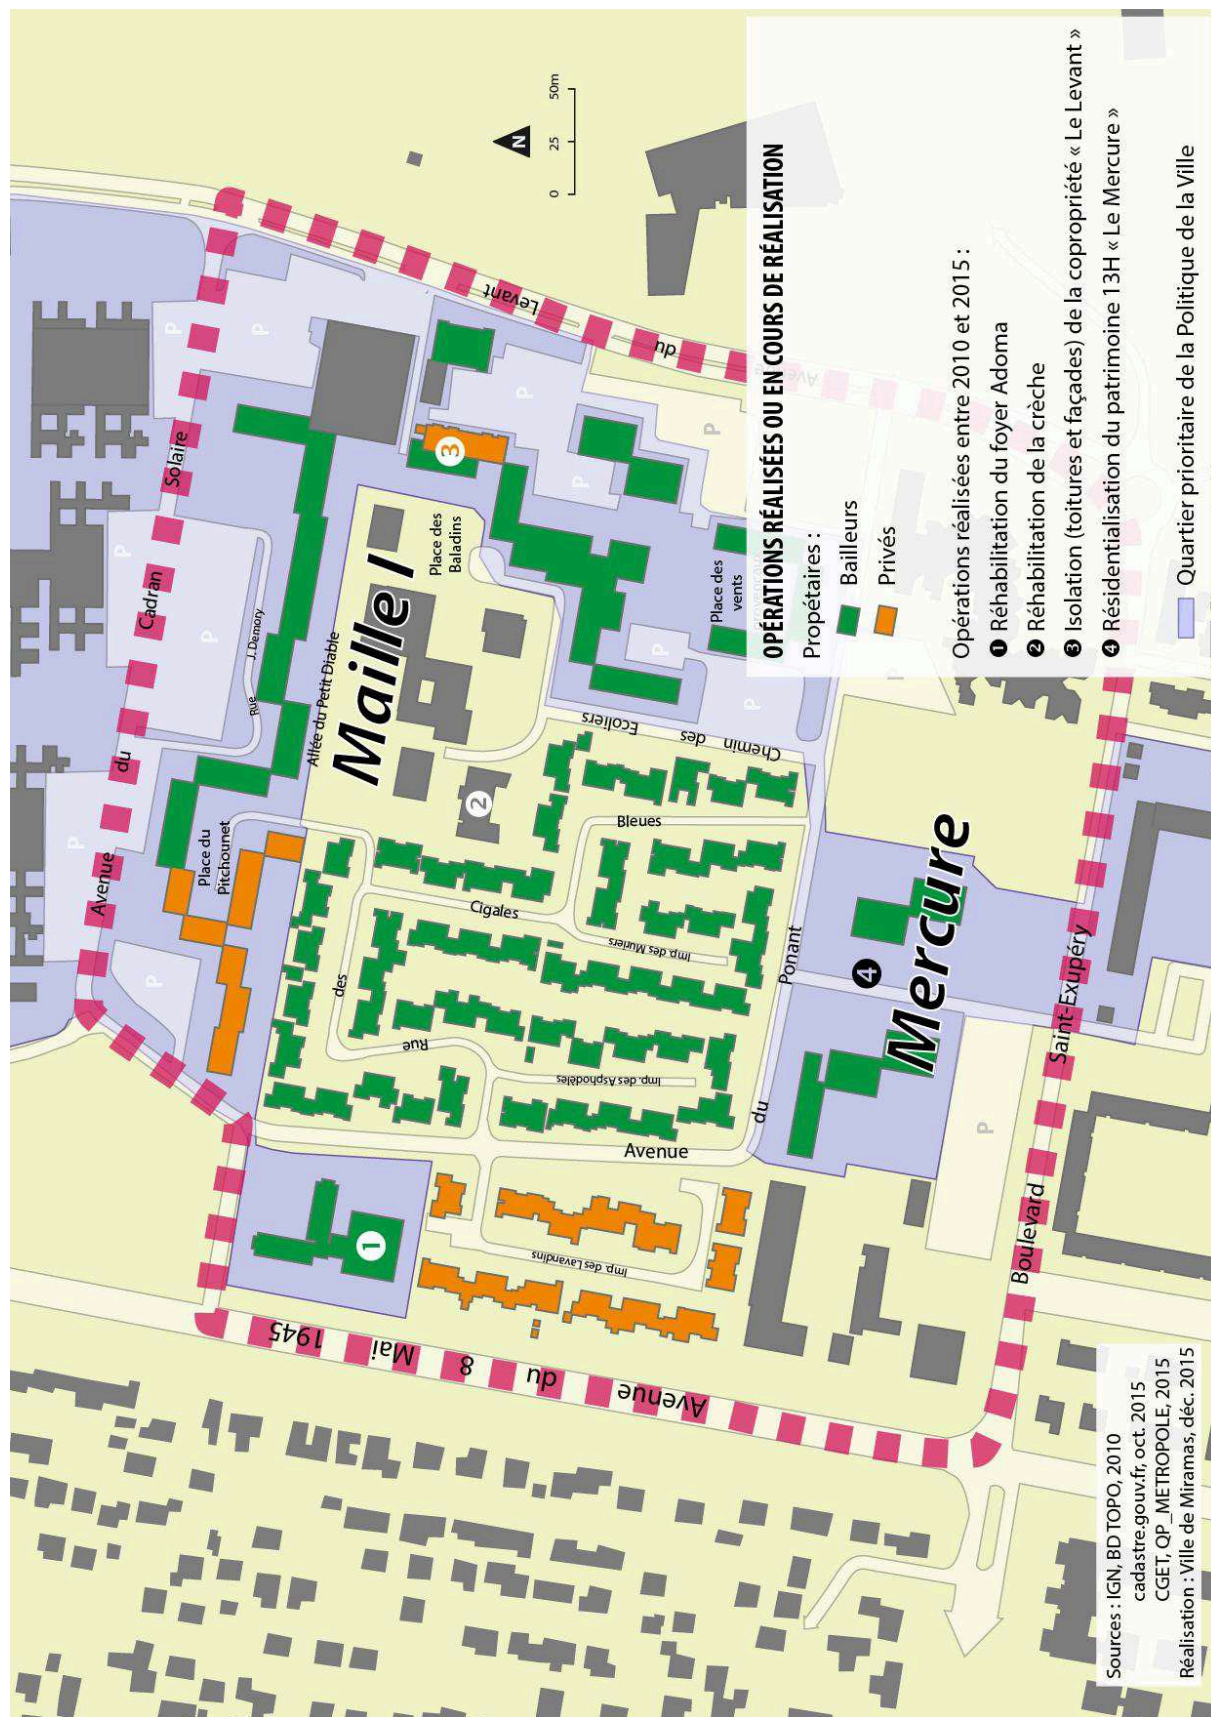 Avenue
du
Cadran
Solaire
P
P
P
P
P
P
Rue
J. Demory
Allée du Petit Diable
Place du
Pitchounet
Maille I
Place des
Baladins
1
2
3
du
Levant
N
0
25
50m
Chemin
des
Ecoliers
Bleues
Cigales
des
Rue
Imp. des Muriers
Imp. des Asphodèles
Imp. des Lavandins
Place des
vents
P
P
P
P
P
P
P
Avenue
du
Ponant
Mercure
4
Avenue
du
8
Mai
1945
Boulevard
Saint-Exupéry
OPÉRATIONS RÉALISÉES OU EN COURS DE RÉALISATION
Propétaires :
Bailleurs
Privés
Opérations réalisées entre 2010 et 2015 :
1 Réhabilitation du foyer Adoma
2 Réhabilitation de la crèche
3 Isolation (toitures et façades) de la copropriété « Le Levant »
4 Résidentialisation du patrimoine 13H « Le Mercure »
Quartier prioritaire de la Politique de la Ville
Sources : IGN, BD TOPO, 2010
cadastre.gouv.fr, oct. 2015
CGET, QP_METROPOLE, 2015
Réalisation : Ville de Miramas, déc. 2015